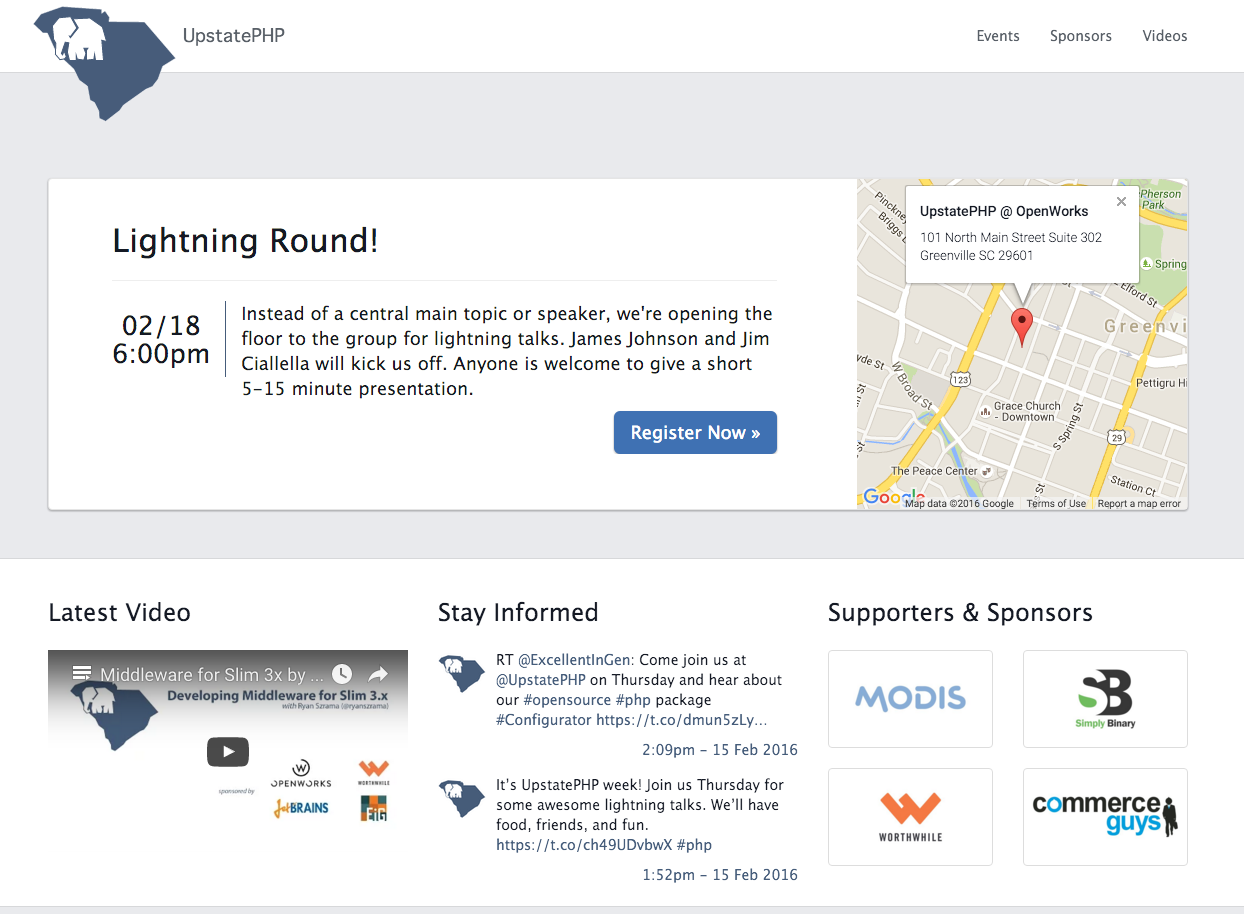 UpstatePHP
Events
Sponsors
Videos
Lightning Round!
02/18
6:00pm
Instead of a central main topic or speaker, we're opening the
floor to the group for lightning talks. James Johnson and Jim
Ciallella will kick us off. Anyone is welcome to give a short
5-15 minute presentation.
Register Now »
UpstatePHP @ OpenWorks
101 North Main Street Suite 302
Greenville SC 29601
Pinckney
Briggs
Pherson
Park
Spring
Elford St
Greenvi
yde St
W Broad St
123
Pettigru
Grace Church
- Downtown
S Spring St
29
The Peace Center
Station Ct
Google
Map data ©2016 Google
Terms of Use
Report a map error
Latest Video
Middleware for Slim 3x by ...
Developing Middleware for Slim 3.x
with Ryan Szrama (@ryanszrama)
sponsored by
OPENWORKS
WORTHWHILE
JetBRAINS
EIG
Stay Informed
RT @ExcellentInGen: Come join us at
@UpstatePHP on Thursday and hear about
our #opensource #php package
#Configurator https://t.co/dmun5zLy…
2:09pm - 15 Feb 2016
It's UpstatePHP week! Join us Thursday for
some awesome lightning talks. We'll have
food, friends, and fun.
https://t.co/ch49UDvbwX #php
1:52pm - 15 Feb 2016
Supporters & Sponsors
MODIS
SB
Simply Binary
WORTHWHILE
commerce
guys